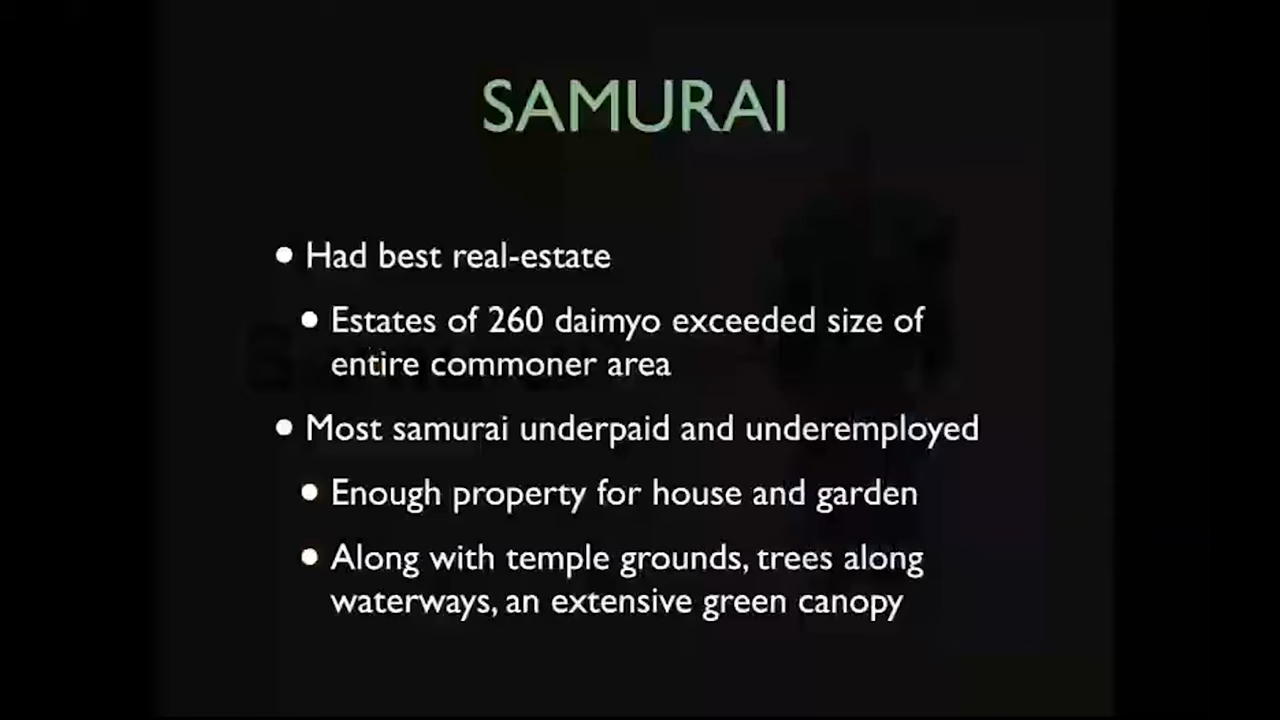 SAMURAI
• Had best real-estate
• Estates of 260 daimyo exceeded size of
entire commoner area
• Most samurai underpaid and underemployed
• Enough property for house and garden
• Along with temple grounds, trees along
waterways, an extensive green canopy